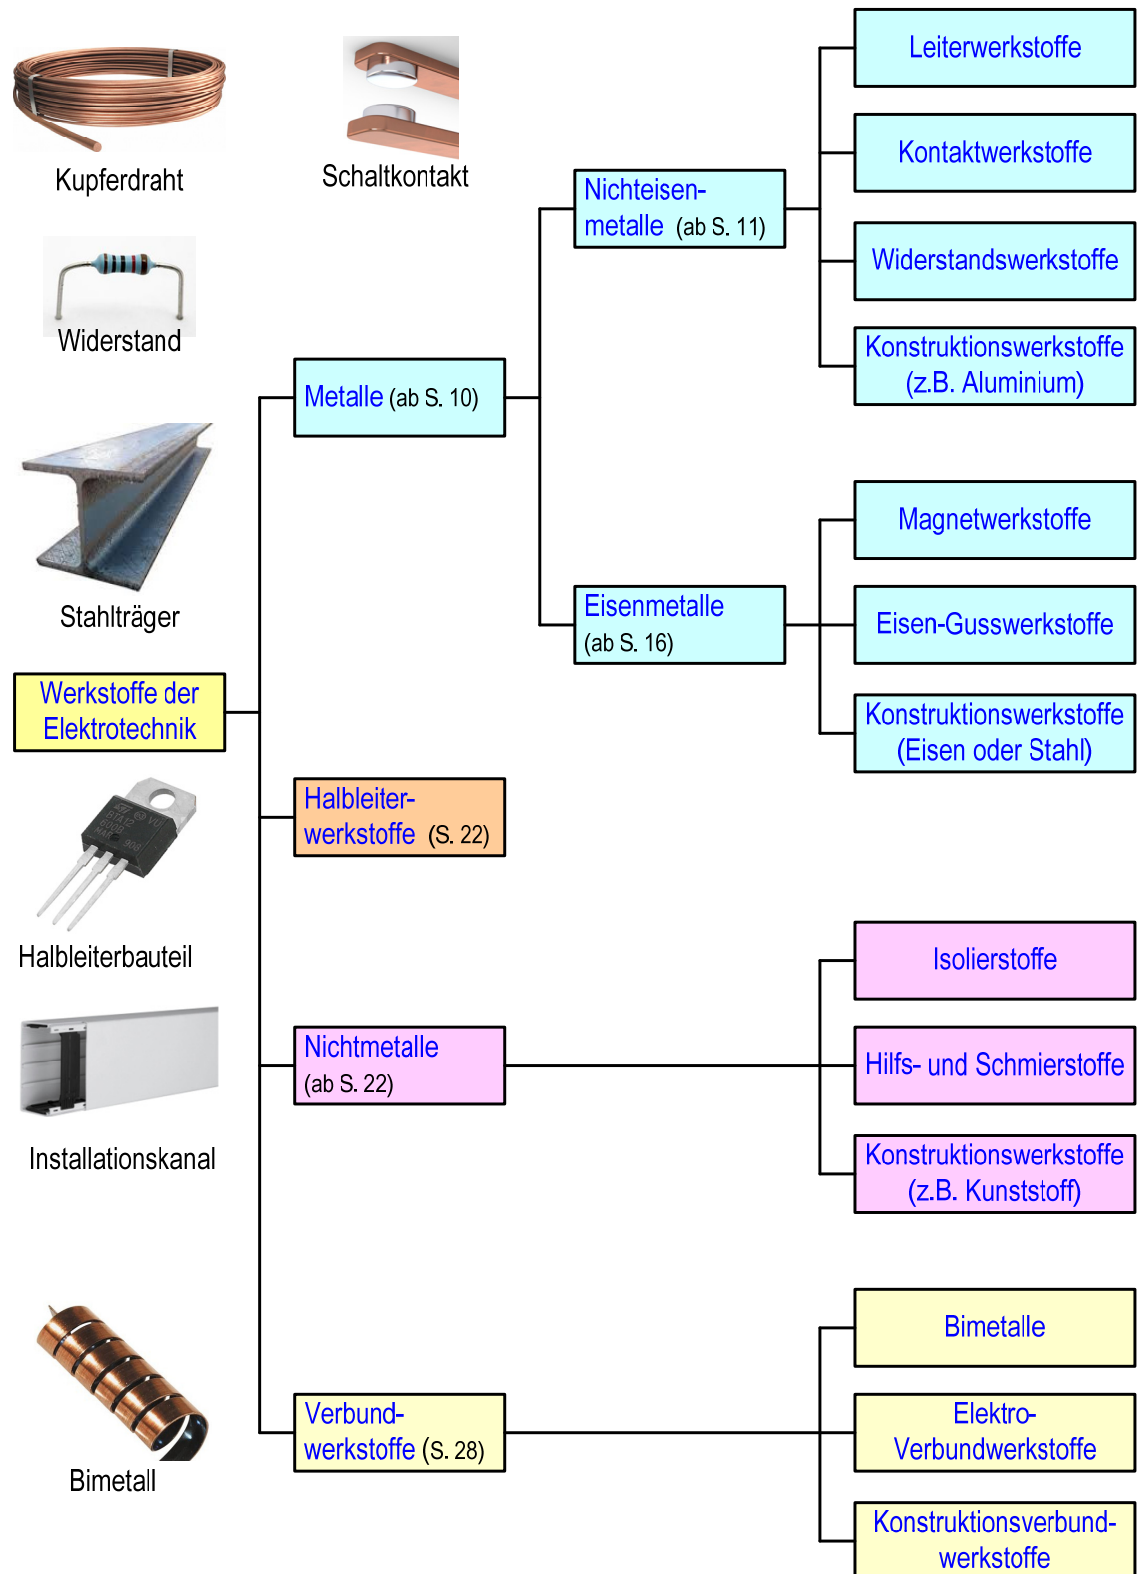 Kupferdraht
Schaltkontakt
Widerstand
Stahlträger
Werkstoffe der
Elektrotechnik
Halbleiterbauteil
Installationskanal
Bimetall
Metalle (ab S. 10)
Halbleiter-
werkstoffe (S. 22)
Nichtmetalle
(ab S. 22)
Verbund-
werkstoffe (S. 28)
Nichteisen-
metalle (ab S. 11)
Eisenmetalle
(ab S. 16)
Leiterwerkstoffe
Kontaktwerkstoffe
Widerstandswerkstoffe
Konstruktionswerkstoffe
(z.B. Aluminium)
Magnetwerkstoffe
Eisen-Gusswerkstoffe
Konstruktionswerkstoffe
(Eisen oder Stahl)
Isolierstoffe
Hilfs- und Schmierstoffe
Konstruktionswerkstoffe
(z.B. Kunststoff)
Bimetalle
Elektro-
Verbundwerkstoffe
Konstruktionsverbund-
werkstoffe
BTA12
600B